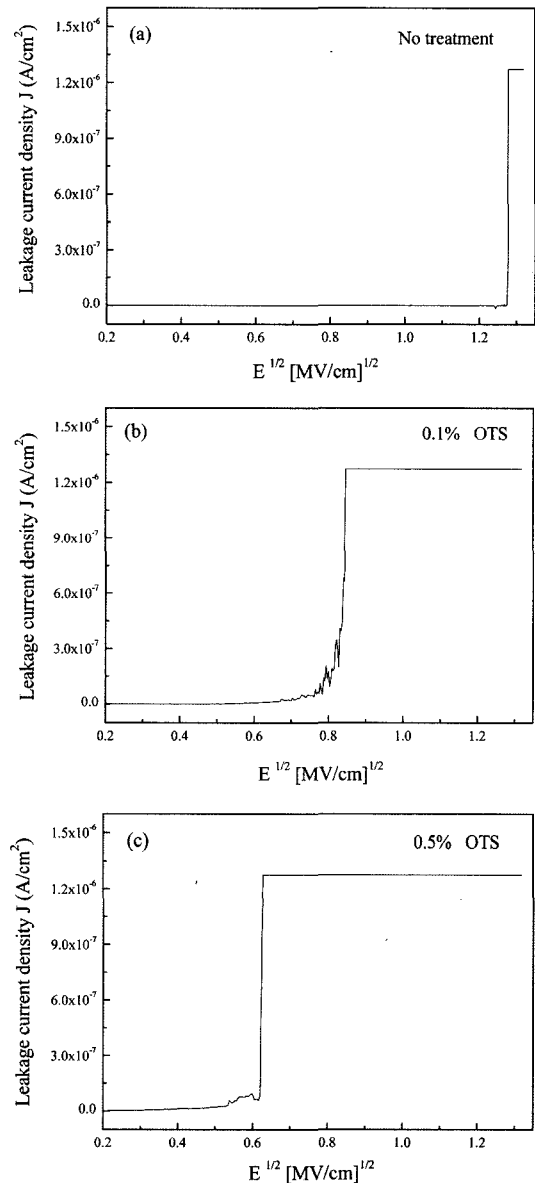 (a)
No treatment
Leakage current density J (A/cm²)
1.5x10⁻⁶
1.2x10⁻⁶
9.0x10⁻⁷
6.0x10⁻⁷
3.0x10⁻⁷
0.0
0.2 0.4 0.6 0.8 1.0 1.2
E 1/2 [MV/cm]1/2
(b)
0.1% OTS
Leakage current density J (A/cm²)
1.5x10⁻⁶
1.2x10⁻⁶
9.0x10⁻⁷
6.0x10⁻⁷
3.0x10⁻⁷
0.0
0.2 0.4 0.6 0.8 1.0 1.2
E 1/2 [MV/cm]1/2
(c)
0.5% OTS
Leakage current density J (A/cm²)
1.5x10⁻⁶
1.2x10⁻⁶
9.0x10⁻⁷
6.0x10⁻⁷
3.0x10⁻⁷
0.0
0.2 0.4 0.6 0.8 1.0 1.2
E 1/2 [MV/cm]1/2